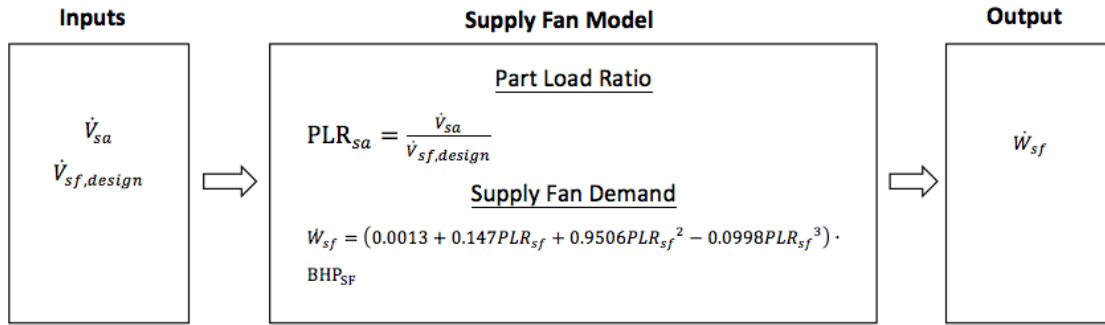 Inputs
Supply Fan Model
Output
V̇sa
V̇sf,design
Part Load Ratio
PLRsa = V̇sa / V̇sf,design
Supply Fan Demand
Ẇsf = (0.0013 + 0.147PLRsf + 0.9506PLRsf² − 0.0998PLRsf³) ·
BHPSF
Ẇsf